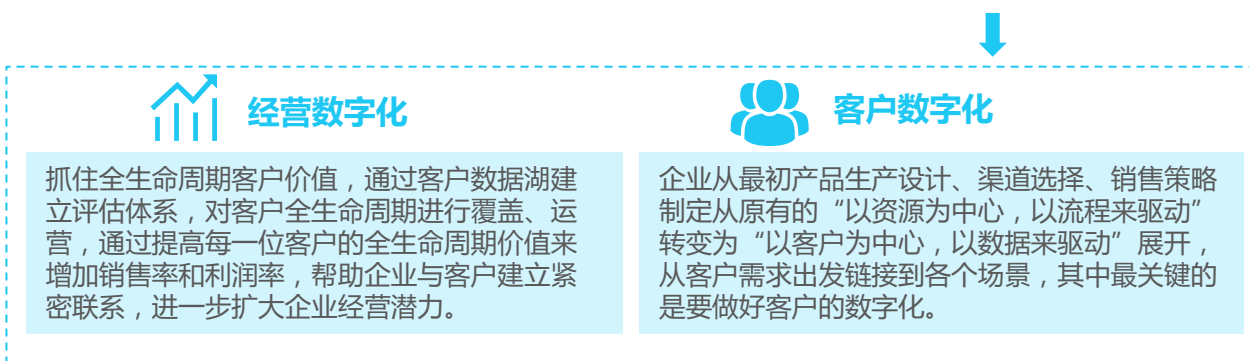 经营数字化
抓住全生命周期客户价值，通过客户数据湖建
立评估体系，对客户全生命周期进行覆盖、运
营，通过提高每一位客户的全生命周期价值来
增加销售率和利润率，帮助企业与客户建立紧
密联系，进一步扩大企业经营潜力。
客户数字化
企业从最初产品生产设计、渠道选择、销售策略
制定从原有的“以资源为中心，以流程来驱动”
转变为“以客户为中心，以数据来驱动”展开，
从客户需求出发链接到各个场景，其中最关键的
是要做好客户的数字化。